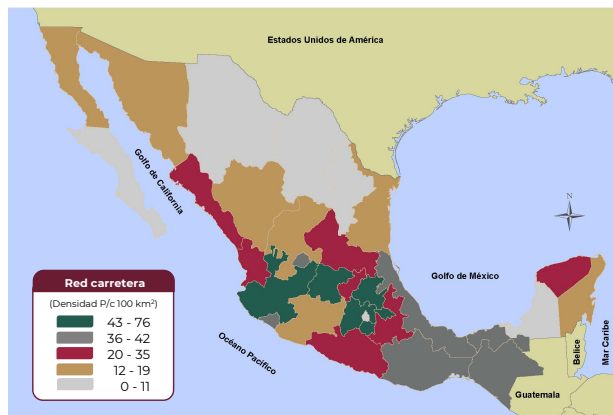 Estados Unidos de América
Golfo de California
Golfo de México
Océano Pacífico
Mar Caribe
Belice
Guatemala
N
Red carretera
(Densidad P/c 100 km²)
43 - 76
36 - 42
20 - 35
12 - 19
0 - 11